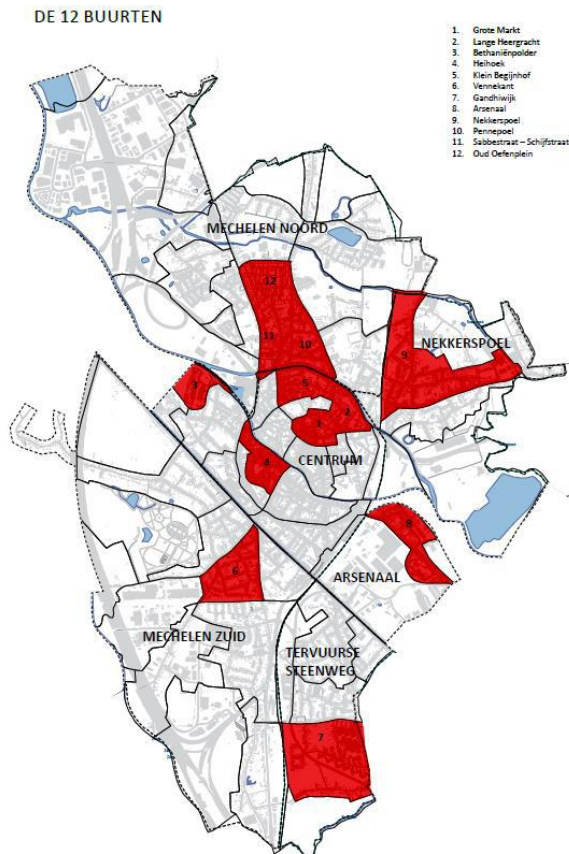 DE 12 BUURTEN
1. Grote Markt
2. Lange Heergracht
3. Bethaniënpolder
4. Heihoek
5. Klein Begijnhof
6. Vennekant
7. Gandhiwijk
8. Arsenaal
9. Nekkerspoel
10. Pennepoel
11. Sabbestraat – Schijfstraat
12. Oud Oefenplein
MECHELEN NOORD
12
11
10
NEKKERSPOEL
9
3
5
2
1
CENTRUM
4
8
ARSENAAL
6
MECHELEN ZUID
TERVUURSE
STEENWEG
7